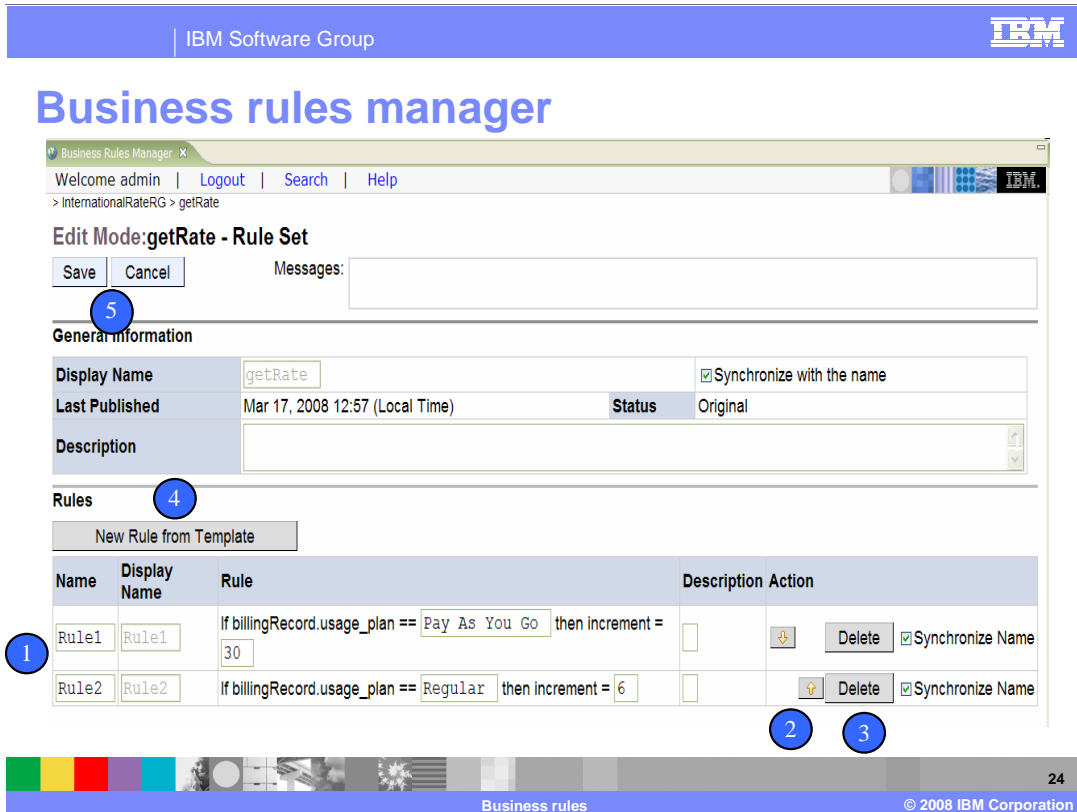 IBM Software Group
IBM
Business rules manager
Business Rules Manager
Welcome admin | Logout | Search | Help
IBM.
> InternationalRateRG > getRate
Edit Mode:getRate - Rule Set
Save Cancel Messages:
5
General Information
Display Name getRate Synchronize with the name
Last Published Mar 17, 2008 12:57 (Local Time) Status Original
Description
Rules 4
New Rule from Template
Name Display Name Rule Description Action
1
Rule1 Rule1 If billingRecord.usage_plan == Pay As You Go then increment = Delete Synchronize Name
30
Rule2 Rule2 If billingRecord.usage_plan == Regular then increment = 6 Delete Synchronize Name
2 3
24
Business rules © 2008 IBM Corporation